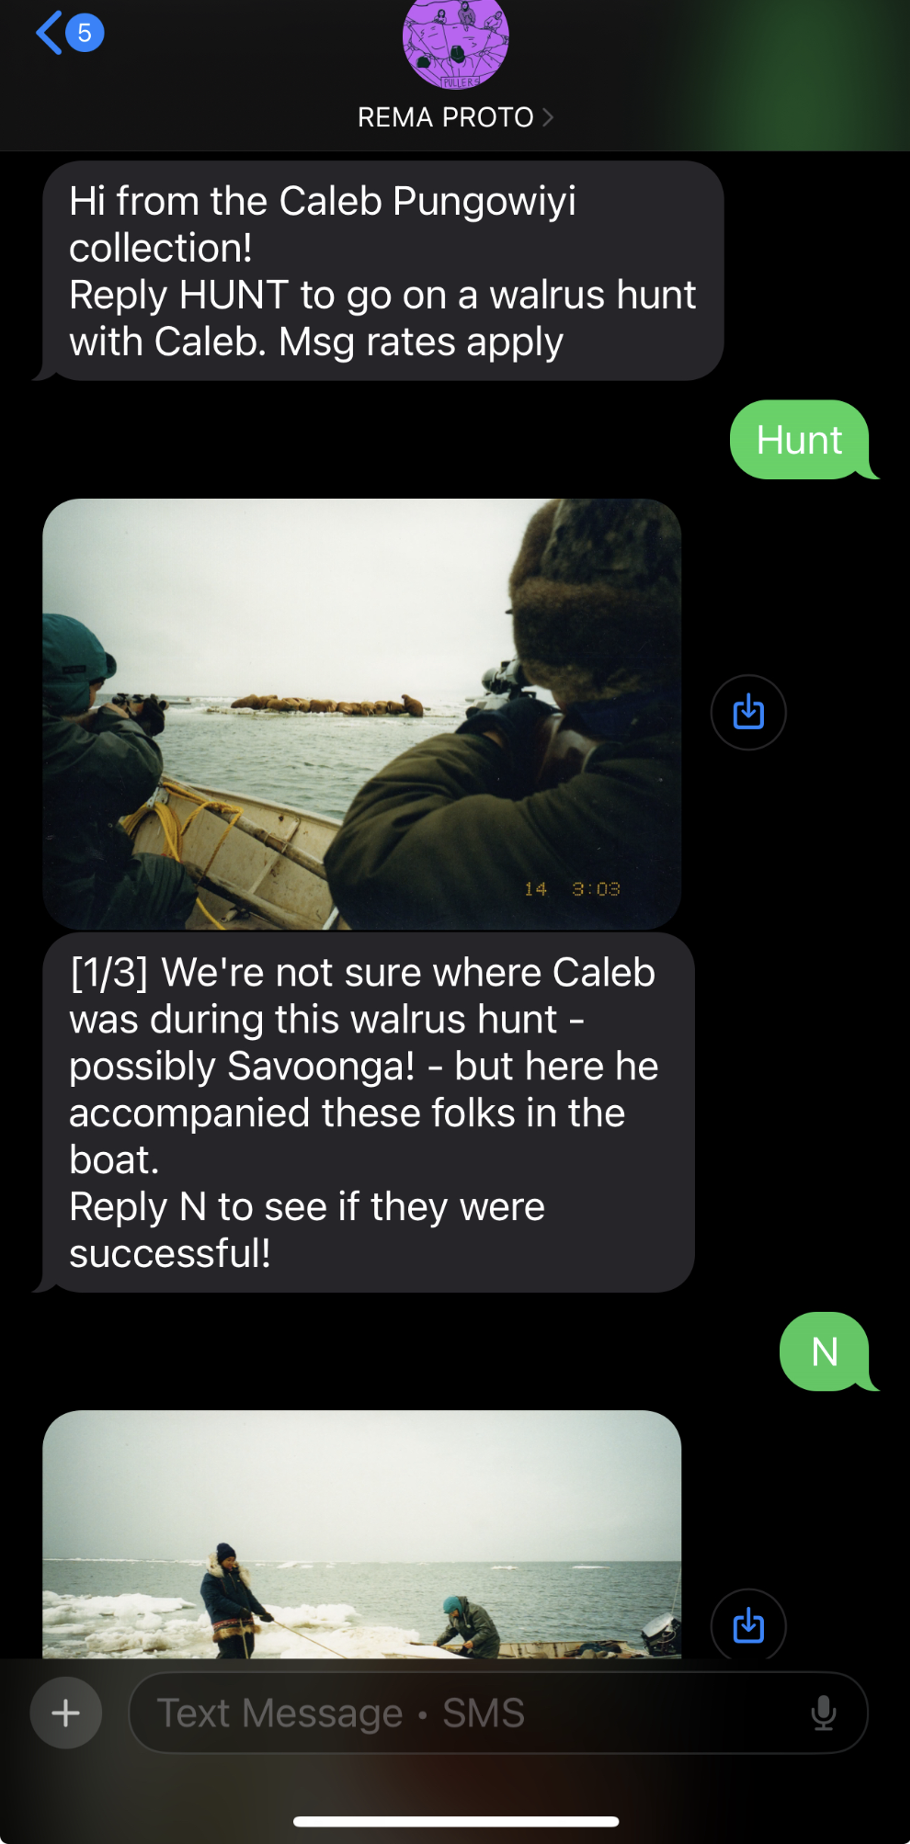 5
PULLERS
REMA PROTO
Hi from the Caleb Pungowiyi
collection!
Reply HUNT to go on a walrus hunt
with Caleb. Msg rates apply
Hunt
14 3:03
[1/3] We're not sure where Caleb
was during this walrus hunt -
possibly Savoonga! - but here he
accompanied these folks in the
boat.
Reply N to see if they were
successful!
N
Text Message • SMS